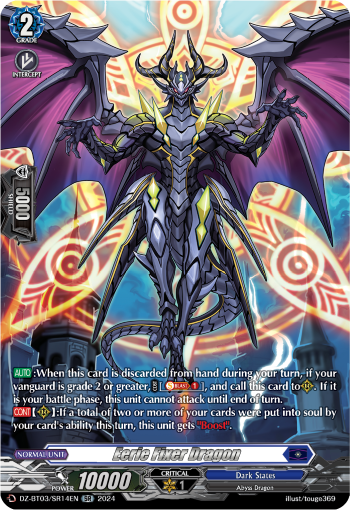 2
GRADE
INTERCEPT
5000
SHIELD
AUTO :When this card is discarded from hand during your turn, if your
vanguard is grade 2 or greater, COST [SOUL BLAST 1], and call this card to R. If it
is your battle phase, this unit cannot attack until end of turn.
CONT [R]:If a total of two or more of your cards were put into soul by
your card's ability this turn, this unit gets "Boost".
NORMAL UNIT
Eerie Fixer Dragon
POWER 10000
CRITICAL
1
Dark States
Abyss Dragon
DZ-BT03/SR14EN SR 2024
illust/touge369